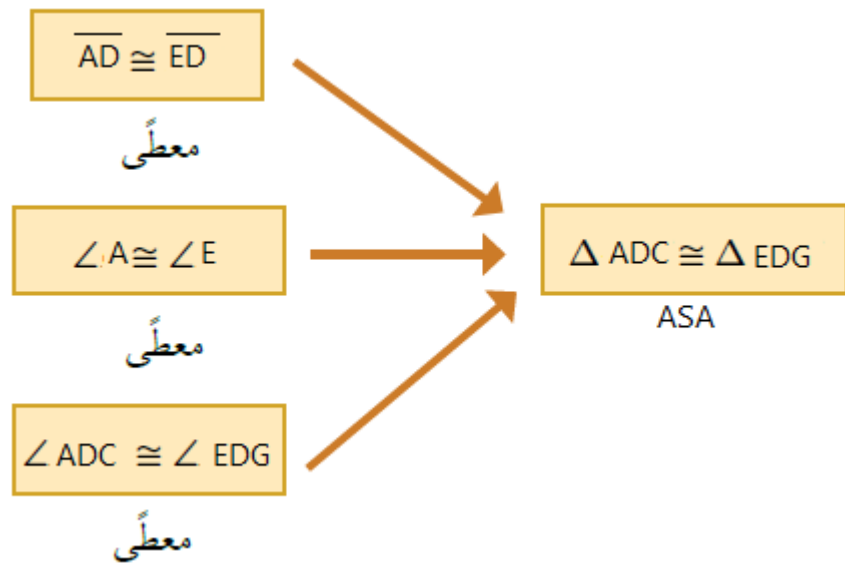 AD ≅ ED
معطًى
∠A ≅ ∠E
معطًى
∠ADC ≅ ∠EDG
معطًى
Δ ADC ≅ Δ EDG
ASA